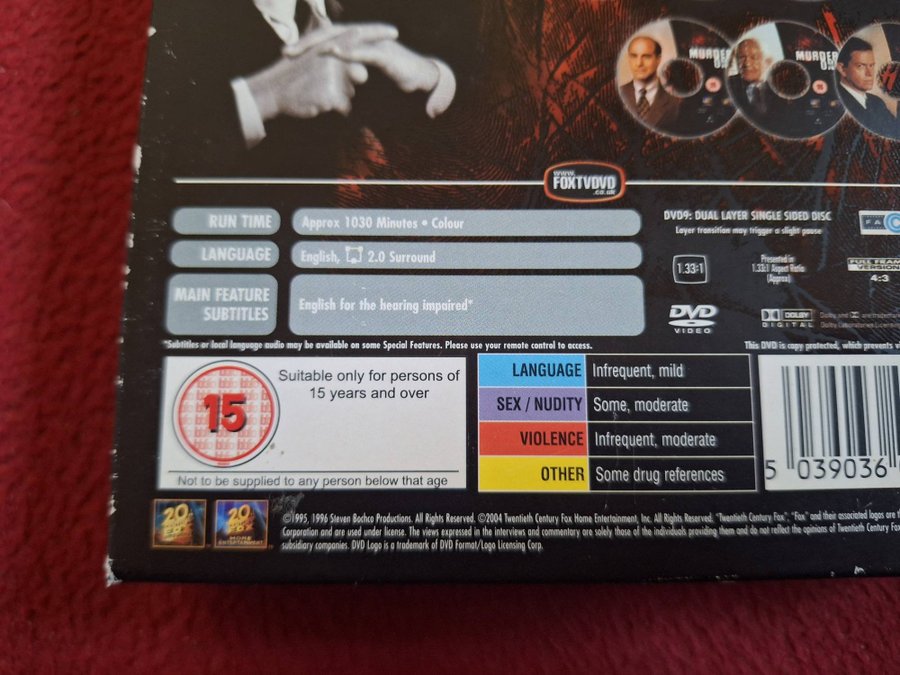 MURDER ONE
MURDER
www.
FOXTVDVD
.co.uk
RUN TIME
Approx 1030 Minutes • Colour
LANGUAGE
English, 2.0 Surround
MAIN FEATURE
SUBTITLES
English for the hearing impaired*
DVD9: DUAL LAYER SINGLE SIDED DISC
Layer transition may trigger a slight pause
1.33:1
Presented in
1.33:1 Aspect Ratio
(Approx)
FULL FRAME
VERSION
4:3
DVD
VIDEO
DOLBY
DIGITAL
Dolby and
Dolby Laboratories
*Subtitles or local language audio may be available on some Special Features. Please use your remote control to access.
This DVD is copy protected, which prevents
15
Suitable only for persons of
15 years and over
Not to be supplied to any person below that age
LANGUAGE Infrequent, mild
SEX / NUDITY Some, moderate
VIOLENCE Infrequent, moderate
OTHER Some drug references
5 039036
20
20
HOME
ENTERTAINMENT
©1995, 1996 Steven Bochco Productions. All Rights Reserved. ©2004 Twentieth Century Fox Home Entertainment, Inc. All Rights Reserved. "Twentieth Century Fox", "Fox" and their associated logos are
Corporation and are used under license. The views expressed in the interviews and commentary are solely those of the individuals providing them and do not reflect the opinions of Twentieth Century
subsidiary companies. DVD Logo is a trademark of DVD Format/Logo Licensing Corp.